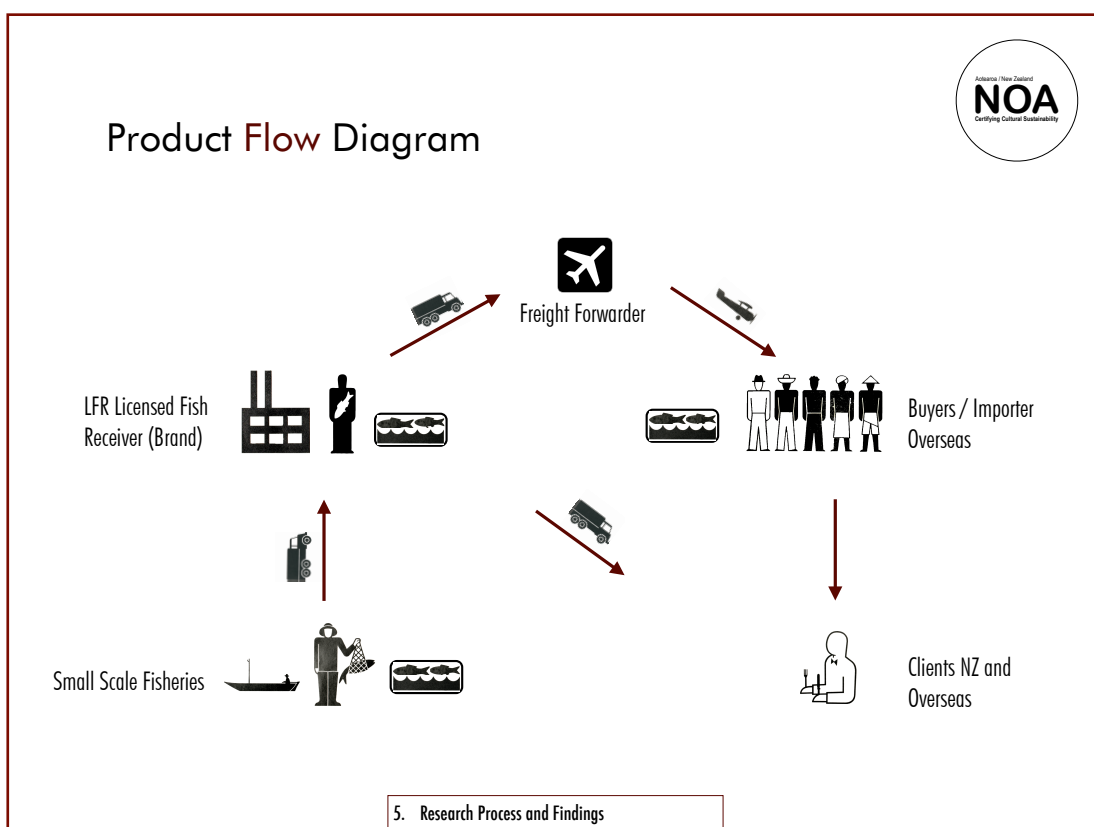 Aotearoa / New Zealand
NOA
Certifying Cultural Sustainability
Product Flow Diagram
Freight Forwarder
LFR Licensed Fish
Receiver (Brand)
Buyers / Importer
Overseas
Small Scale Fisheries
Clients NZ and
Overseas
5. Research Process and Findings